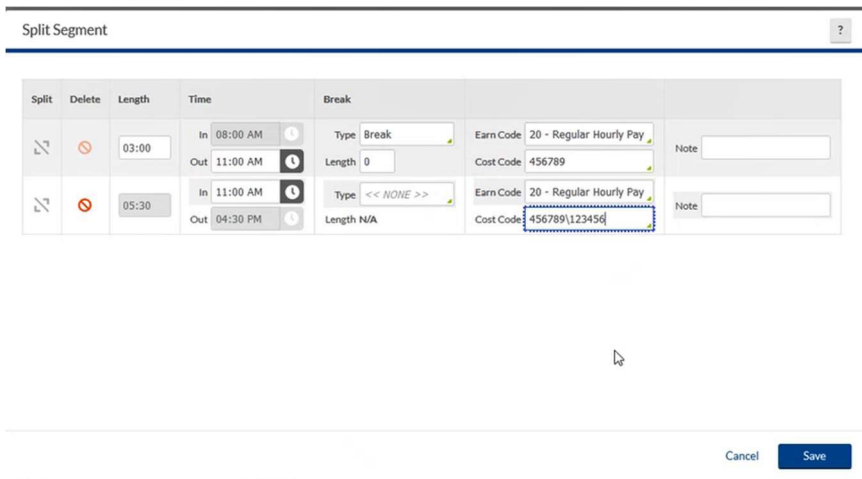 Split Segment ?
Split Delete Length Time Break
03:00 In 08:00 AM Type Break Earn Code 20 - Regular Hourly Pay Note
Out 11:00 AM Length 0 Cost Code 456789
05:30 In 11:00 AM Type << NONE >> Earn Code 20 - Regular Hourly Pay Note
Out 04:30 PM Length N/A Cost Code 456789\123456
Cancel Save